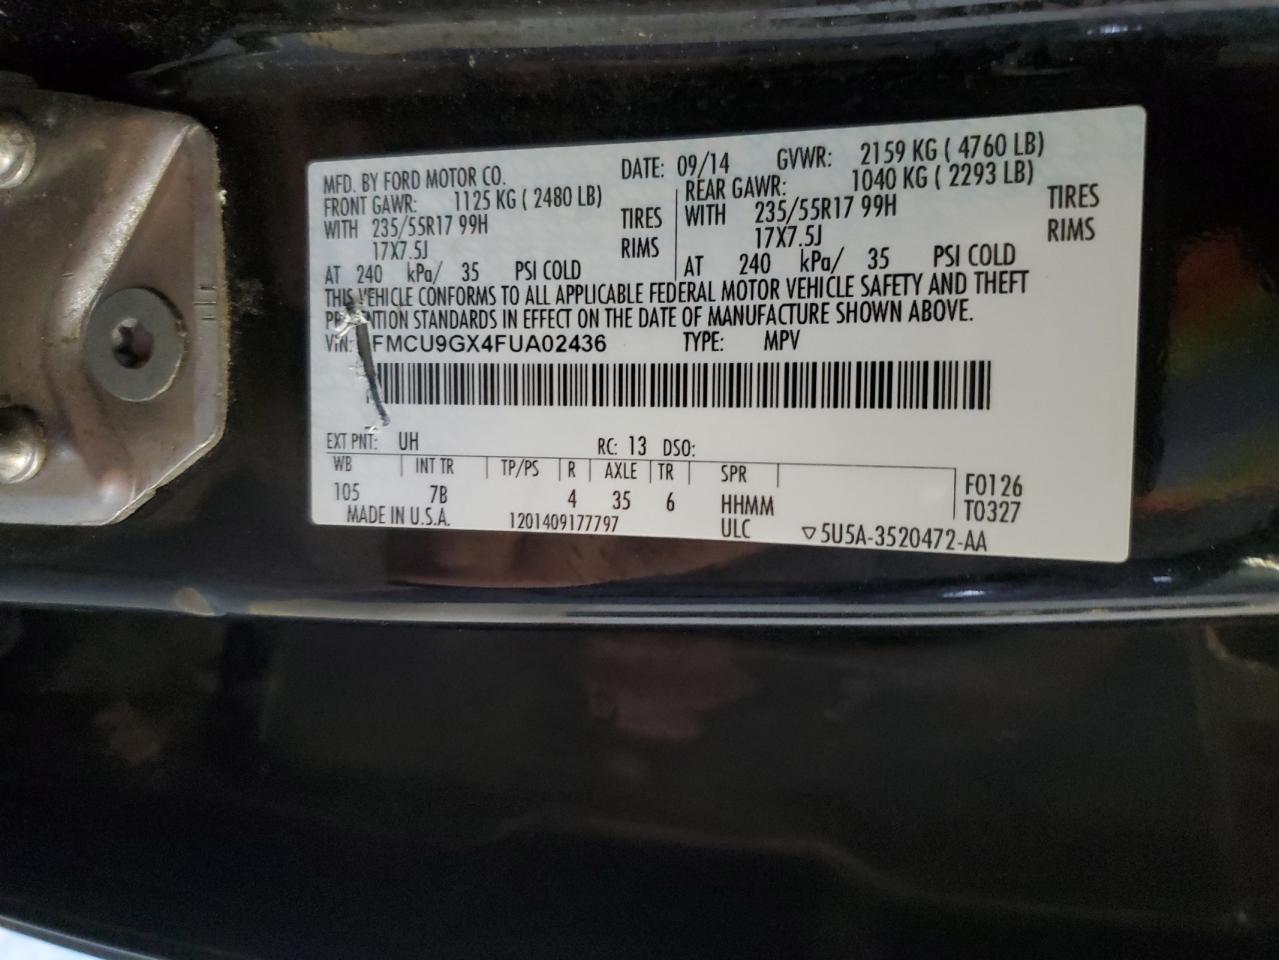 MFD. BY FORD MOTOR CO. DATE: 09/14 GVWR: 2159 KG ( 4760 LB)
FRONT GAWR: 1125 KG ( 2480 LB) REAR GAWR: 1040 KG ( 2293 LB)
WITH 235/55R17 99H TIRES WITH 235/55R17 99H TIRES
17X7.5J RIMS 17X7.5J RIMS
AT 240 kPa/ 35 PSI COLD AT 240 kPa/ 35 PSI COLD
THIS VEHICLE CONFORMS TO ALL APPLICABLE FEDERAL MOTOR VEHICLE SAFETY AND THEFT
STANDARDS IN EFFECT ON THE DATE OF MANUFACTURE SHOWN ABOVE.
VIN: FMCU9GX4FUA02436 TYPE: MPV
EXT PNT: UH RC: 13 DSO:
WB INT TR TP/PS R AXLE TR SPR
105 7B 4 35 6 HHMM F0126
MADE IN U.S.A. 1201409177797 ULC ▽5U5A-3520472-AA T0327